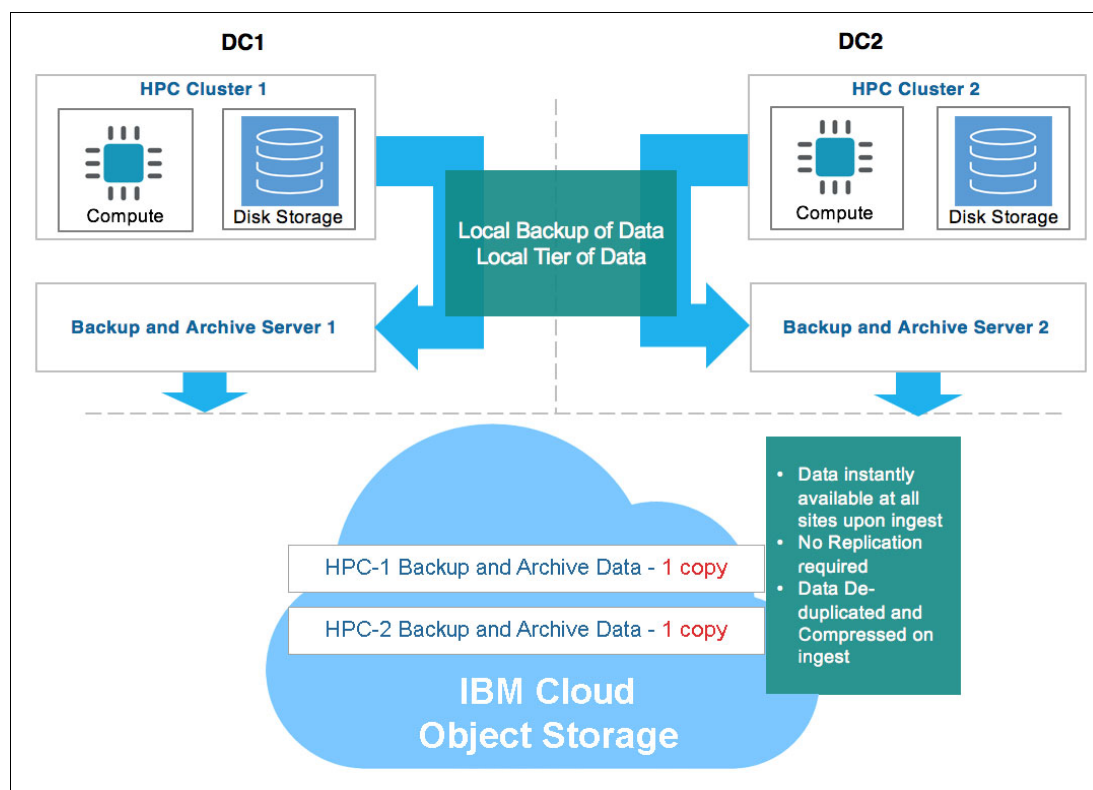 DC1
DC2
HPC Cluster 1
HPC Cluster 2
Compute
Disk Storage
Compute
Disk Storage
Local Backup of Data
Local Tier of Data
Backup and Archive Server 1
Backup and Archive Server 2
• Data instantly
available at all
sites upon ingest
• No Replication
required
• Data De-
duplicated and
Compressed on
ingest
HPC-1 Backup and Archive Data - 1 copy
HPC-2 Backup and Archive Data - 1 copy
IBM Cloud
Object Storage